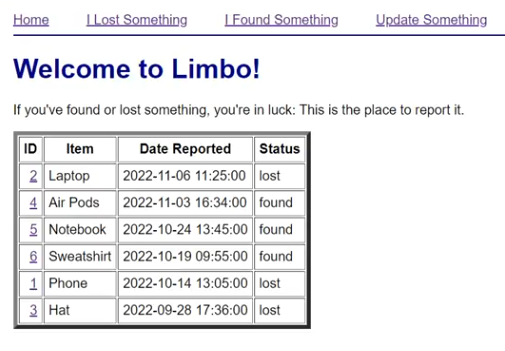 Home I Lost Something I Found Something Update Something
Welcome to Limbo!
If you've found or lost something, you're in luck: This is the place to report it.
ID Item Date Reported Status
2 Laptop 2022-11-06 11:25:00 lost
4 Air Pods 2022-11-03 16:34:00 found
5 Notebook 2022-10-24 13:45:00 found
6 Sweatshirt 2022-10-19 09:55:00 found
1 Phone 2022-10-14 13:05:00 lost
3 Hat 2022-09-28 17:36:00 lost